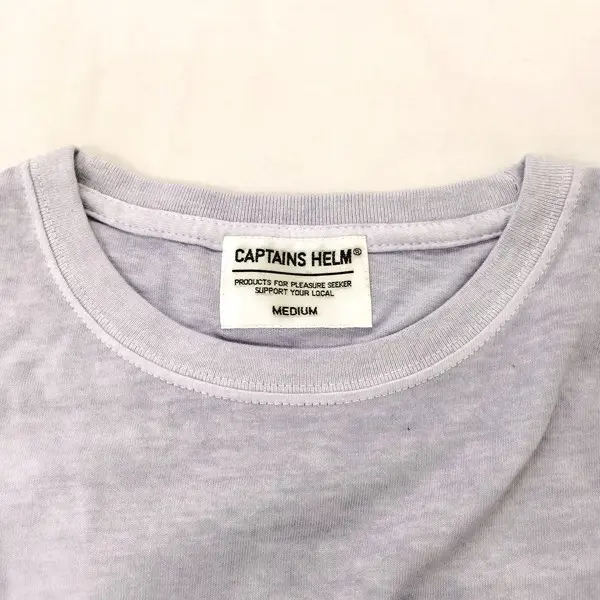 CAPTAINS HELM®
PRODUCTS FOR PLEASURE SEEKER
SUPPORT YOUR LOCAL
MEDIUM